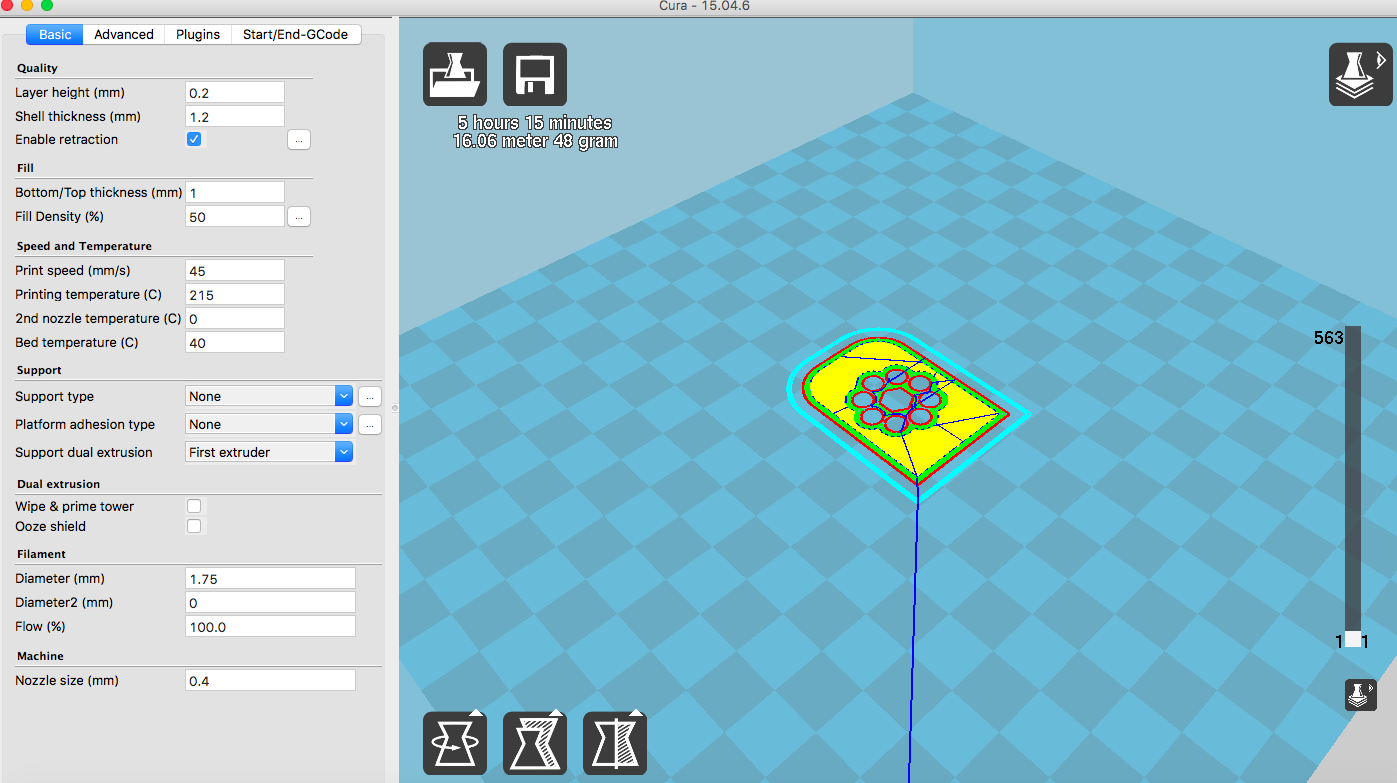 Cura - 15.04.6
Basic Advanced Plugins Start/End-GCode
Quality
Layer height (mm) 0.2
Shell thickness (mm) 1.2
Enable retraction ...
Fill
Bottom/Top thickness (mm) 1
Fill Density (%) 50 ...
Speed and Temperature
Print speed (mm/s) 45
Printing temperature (C) 215
2nd nozzle temperature (C) 0
Bed temperature (C) 40
Support
Support type None ...
Platform adhesion type None ...
Support dual extrusion First extruder
Dual extrusion
Wipe & prime tower
Ooze shield
Filament
Diameter (mm) 1.75
Diameter2 (mm) 0
Flow (%) 100.0
Machine
Nozzle size (mm) 0.4
5 hours 15 minutes
16.06 meter 48 gram
563
1 1